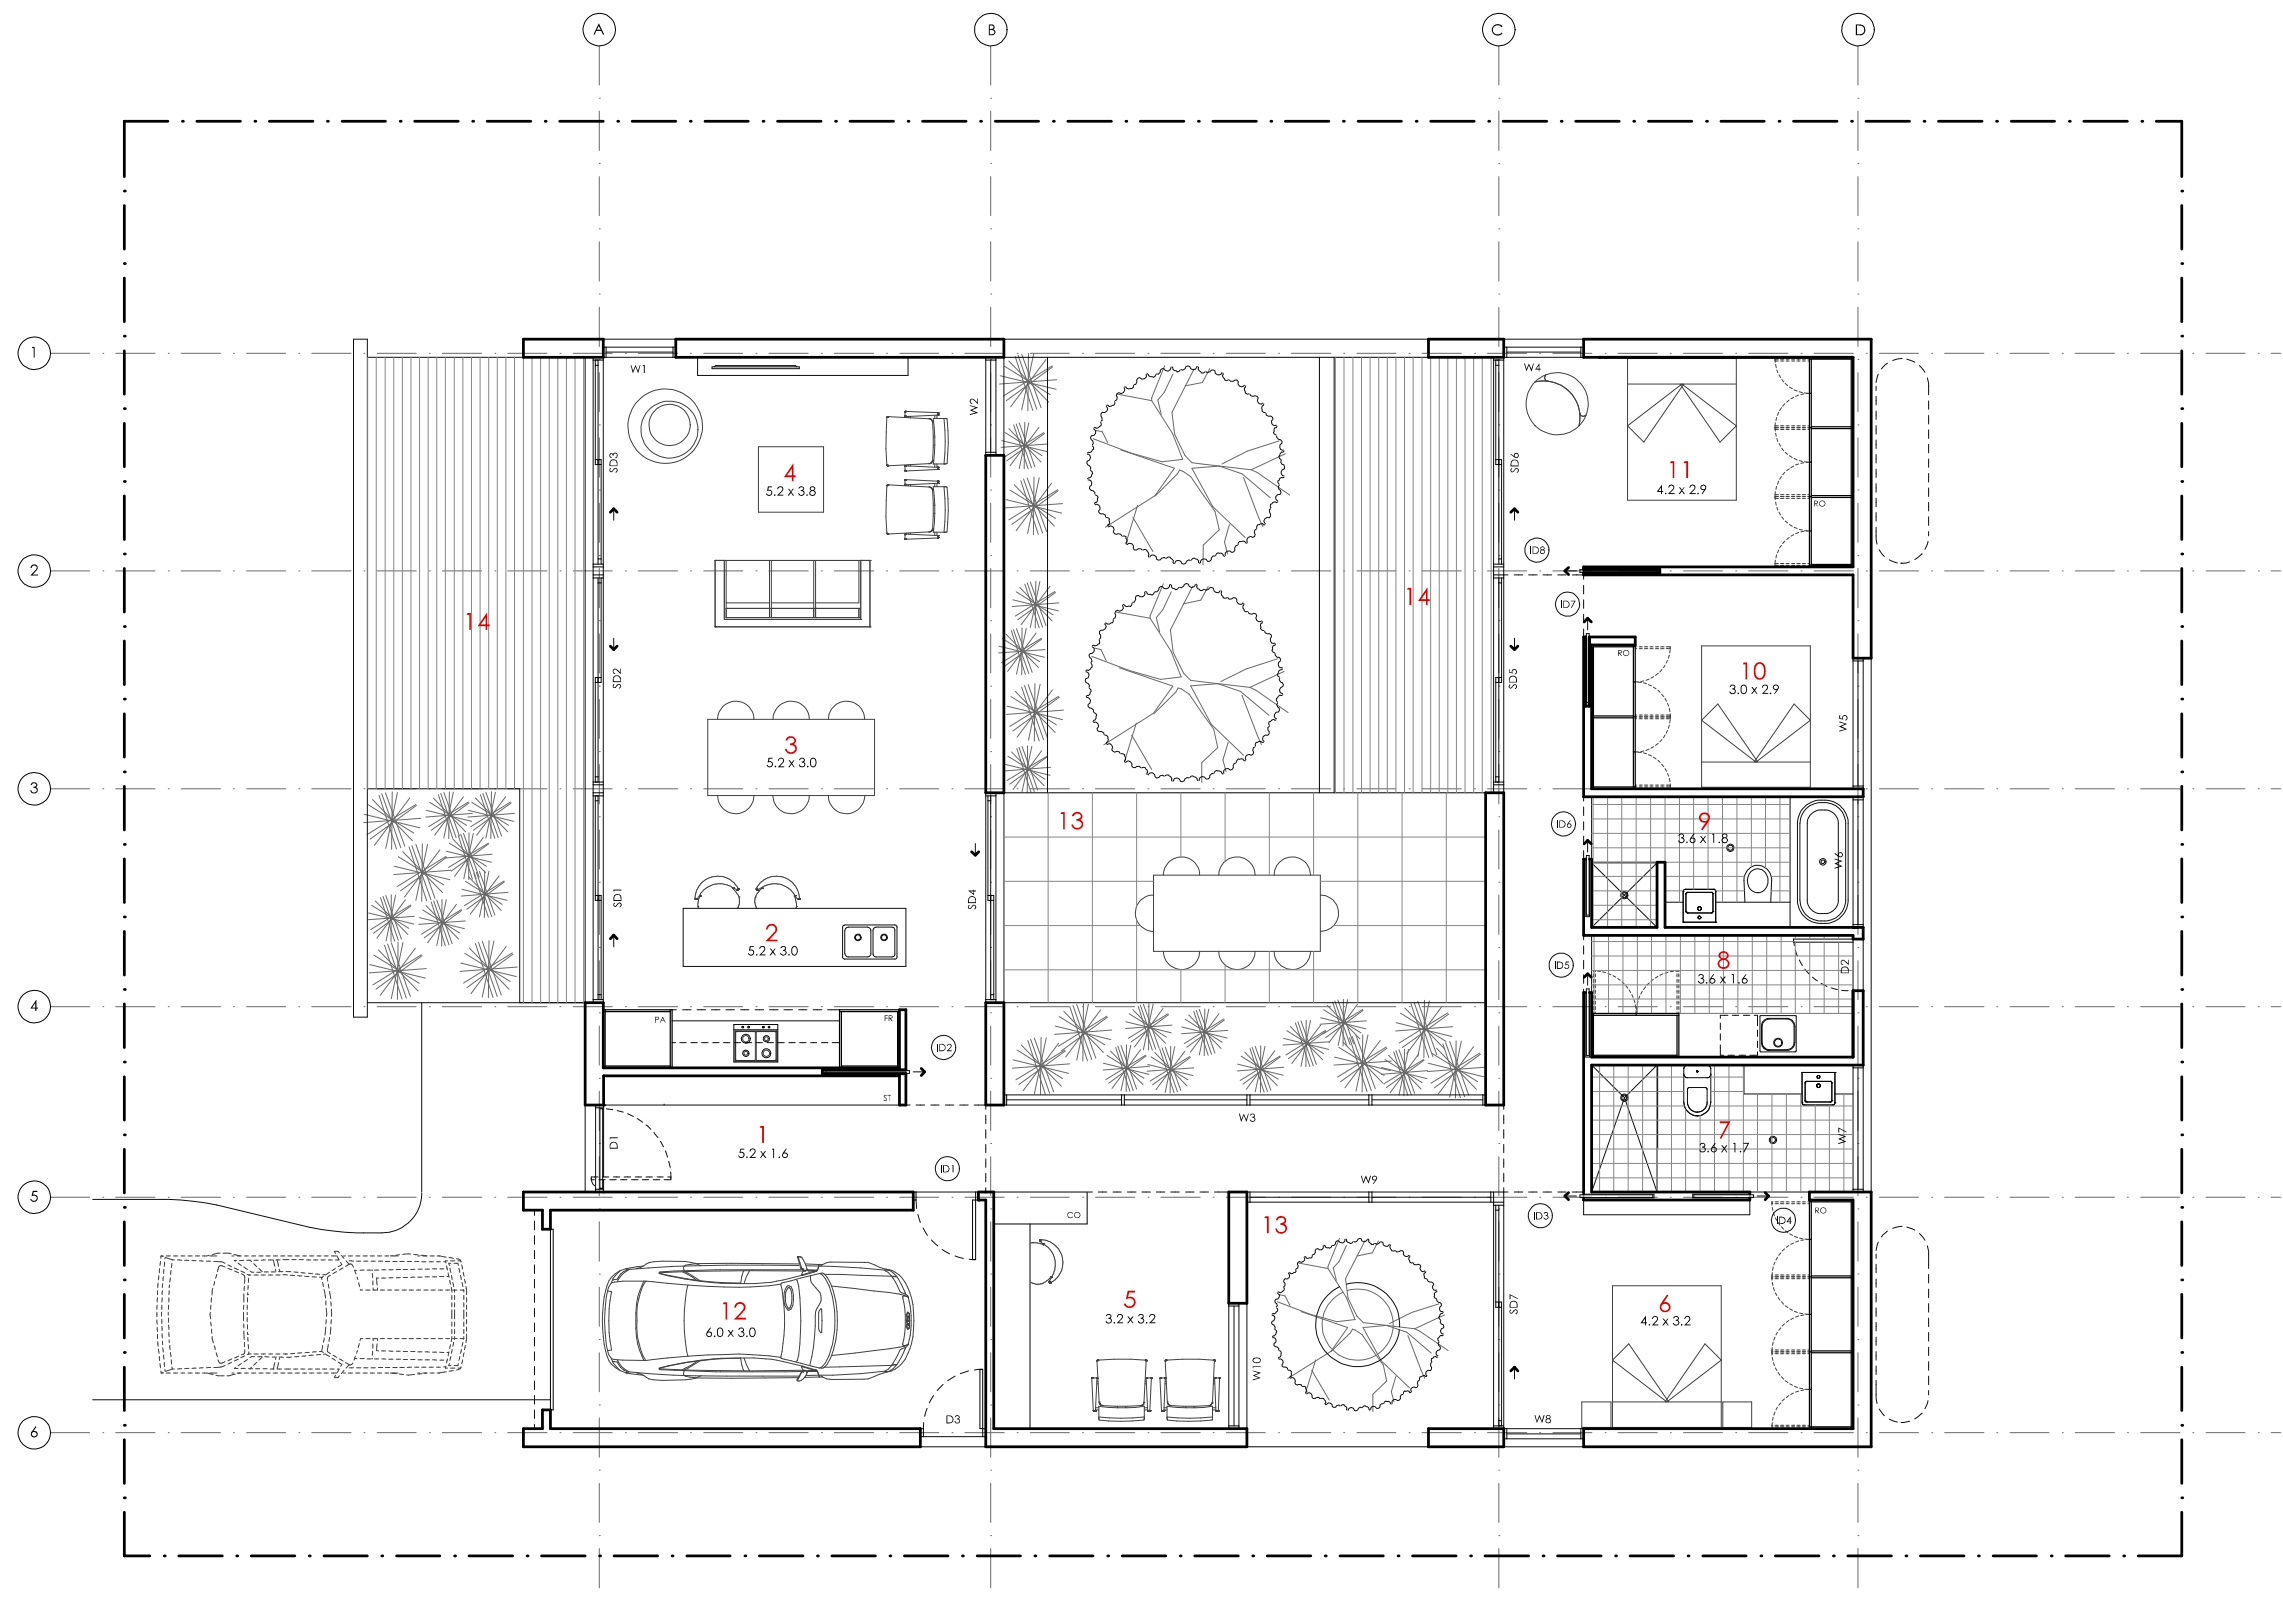 A B C D
1
W1 W2 W4
SD3 4 SD6 11
5.2 x 3.8 4.2 x 2.9
RO
ID8
2
14 14 ID7
SD2 SD5 RO 10
3.0 x 2.9
W5
3
5.2 x 3.0
3
13 ID6 9
3.6 x 1.8
W6
SD1 SD4
2
5.2 x 3.0
ID5 8
3.6 x 1.6
D2
4
PA FR ID2
ST
W3
D1 1 7 W7
5.2 x 1.6 3.6 x 1.7
ID1
W9
5
CO 13 ID3 ID4 RO
12 5 SD7 6
6.0 x 3.0 3.2 x 3.2 4.2 x 3.2
W10
D3 W8
6